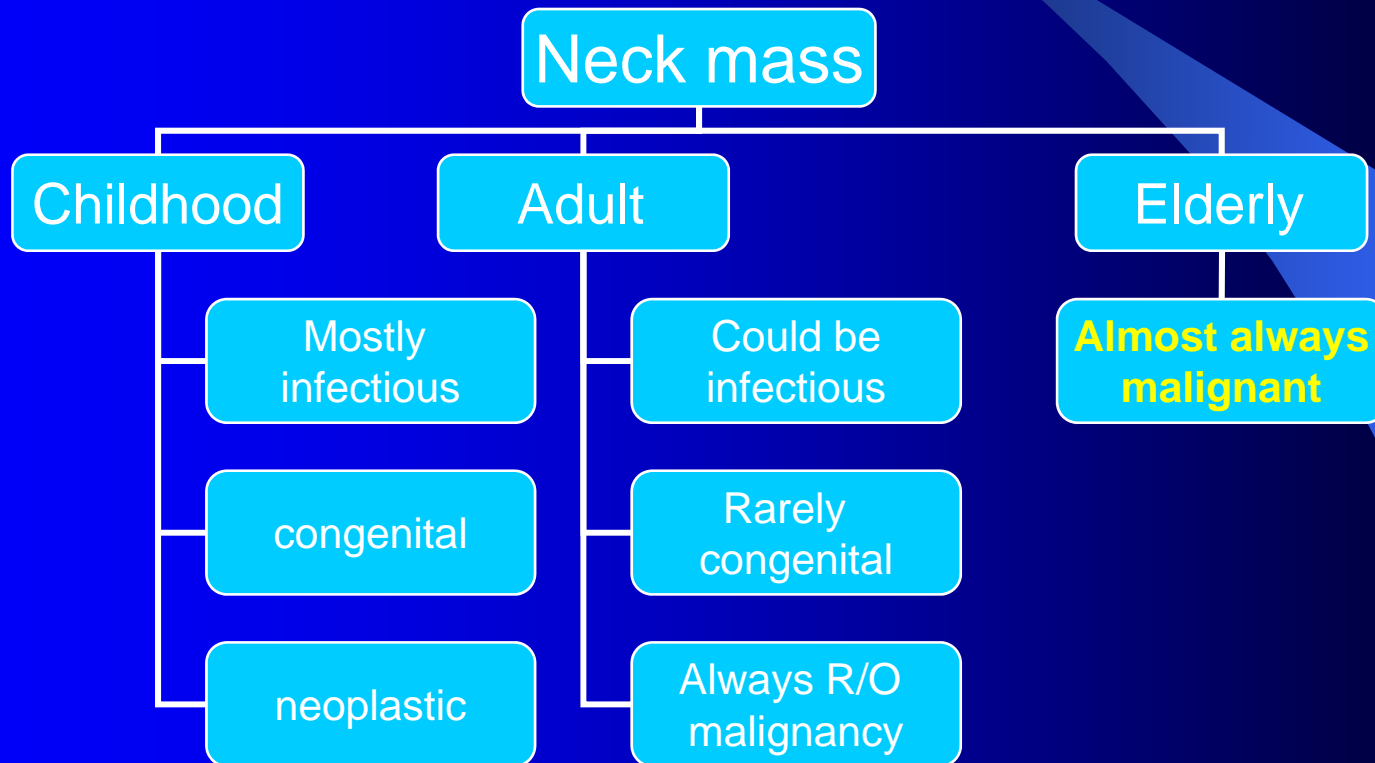 Neck mass
Childhood
Adult
Elderly
Mostly
infectious
congenital
neoplastic
Could be
infectious
Rarely
congenital
Always R/O
malignancy
Almost always
malignant